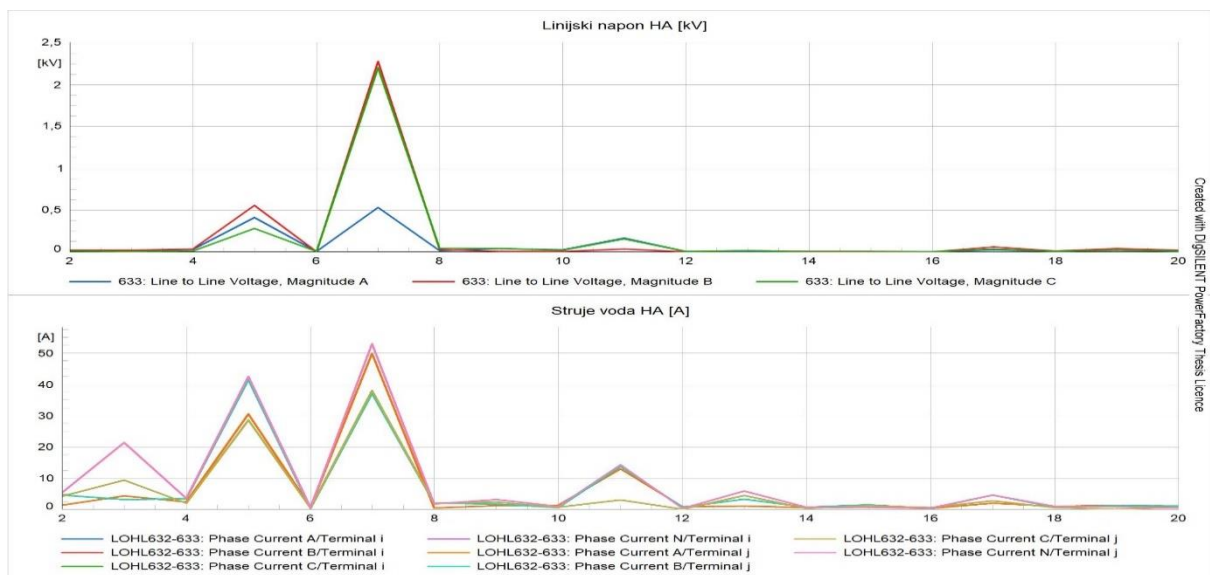 Linijski napon HA [kV]
2,5
[kV]
2
1,5
1
0,5
0
2 4 6 8 10 12 14 16 18 20
633: Line to Line Voltage, Magnitude A 633: Line to Line Voltage, Magnitude B 633: Line to Line Voltage, Magnitude C
Struje voda HA [A]
[A]
50
40
30
20
10
0
2 4 6 8 10 12 14 16 18 20
LOHL632-633: Phase Current A/Terminal i LOHL632-633: Phase Current N/Terminal i LOHL632-633: Phase Current C/Terminal j
LOHL632-633: Phase Current B/Terminal i LOHL632-633: Phase Current A/Terminal j LOHL632-633: Phase Current N/Terminal j
LOHL632-633: Phase Current C/Terminal i LOHL632-633: Phase Current B/Terminal j
Created with DIgSILENT PowerFactory Thesis Licence